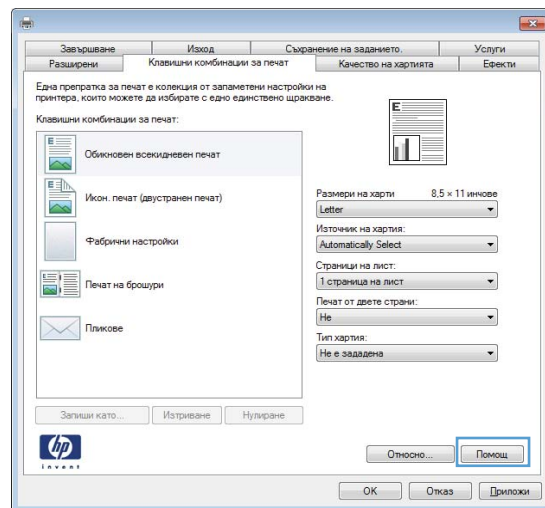 Завършване Изход Съхранение на заданието. Услуги
Разширени Клавишни комбинации за печат Качество на хартията Ефекти
Една препратка за печат е колекция от запаметени настройки на
принтера, които можете да избирате с едно единствено щракване.
Клавишни комбинации за печат:
Обикновен всекидневен печат
Икон. печат (двустранен печат)
Фабрични настройки
Печат на брошури
Пликове
Запиши като... Изтриване Нулиране
E
Размери на харти 8,5 × 11 инчове
Letter
Източник на хартия:
Automatically Select
Страници на лист:
1 страница на лист
Печат от двете страни:
Не
Тип хартия:
Не е зададена
hp
invent
Относно... Помощ
OK Отказ Приложи